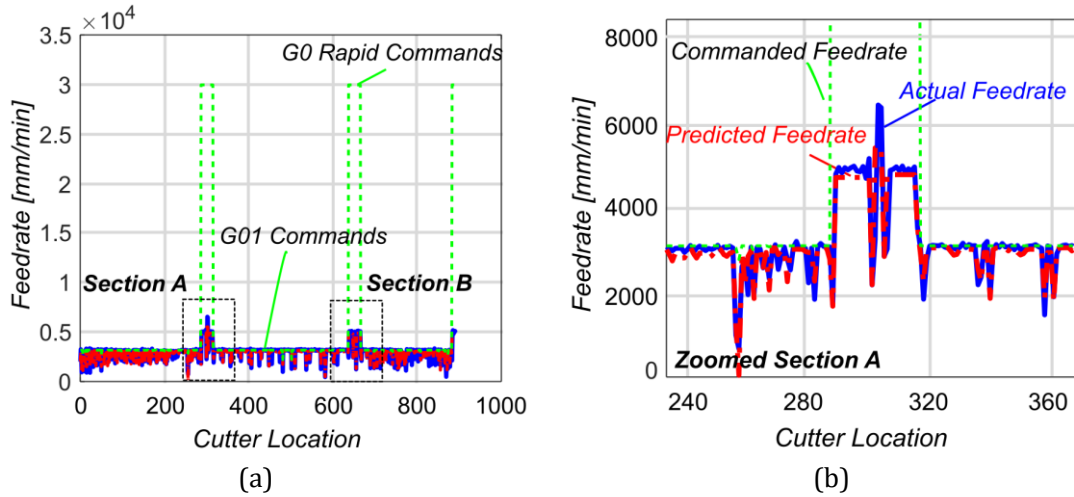 ×10⁴
3.5
3
2.5
2
1.5
1
0.5
0
Feedrate [mm/min]
G0 Rapid Commands
G01 Commands
Section A
Section B
0 200 400 600 800 1000
Cutter Location
(a)
8000
6000
4000
2000
0
Feedrate [mm/min]
Commanded Feedrate
Actual Feedrate
Predicted Feedrate
Zoomed Section A
240 280 320 360
Cutter Location
(b)